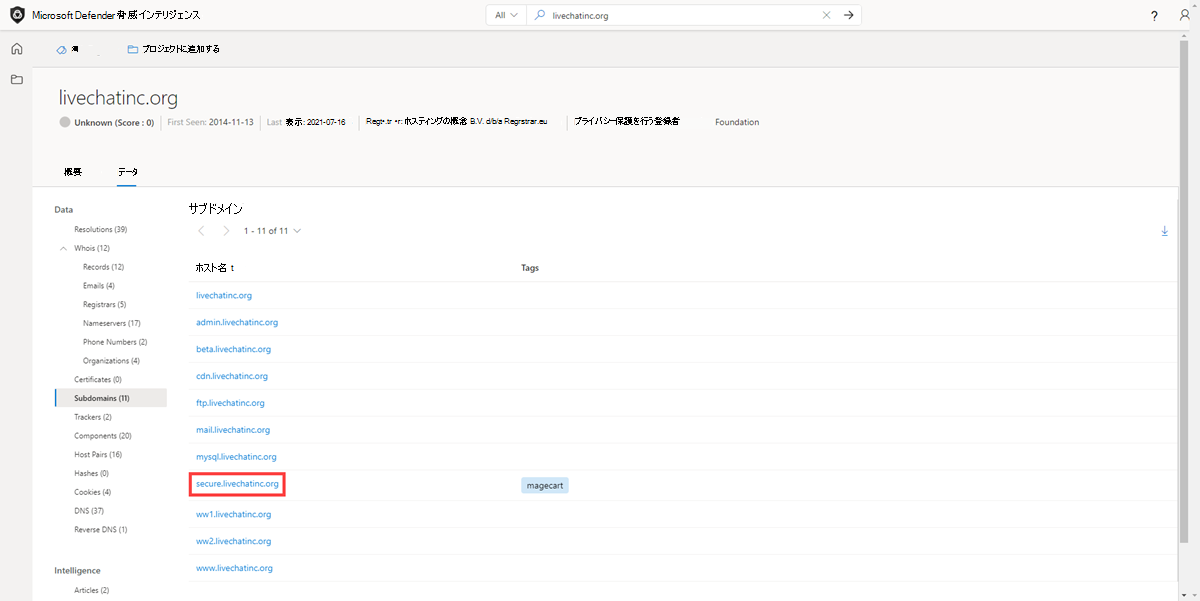 Microsoft Defender 脅威インテリジェンス
All
livechatinc.org
?
プロジェクトに追加する
livechatinc.org
Unknown (Score : 0)
First Seen: 2014-11-13
Last 表示: 2021-07-16
ホスティングの概念 B.V. d/b/a Regrstrar.eu
プライバシー保護を行う登録者
Foundation
概要
データ
Data
Resolutions (39)
Whois (12)
Records (12)
Emails (4)
Registrars (5)
Nameservers (17)
Phone Numbers (2)
Organizations (4)
Certificates (0)
Subdomains (11)
Trackers (2)
Components (20)
Host Pairs (16)
Hashes (0)
Cookies (4)
DNS (37)
Reverse DNS (1)
Intelligence
Articles (2)
サブドメイン
1 - 11 of 11
ホスト名 t
Tags
livechatinc.org
admin.livechatinc.org
beta.livechatinc.org
cdn.livechatinc.org
ftp.livechatinc.org
mail.livechatinc.org
mysql.livechatinc.org
secure.livechatinc.org
magecart
ww1.livechatinc.org
ww2.livechatinc.org
www.livechatinc.org